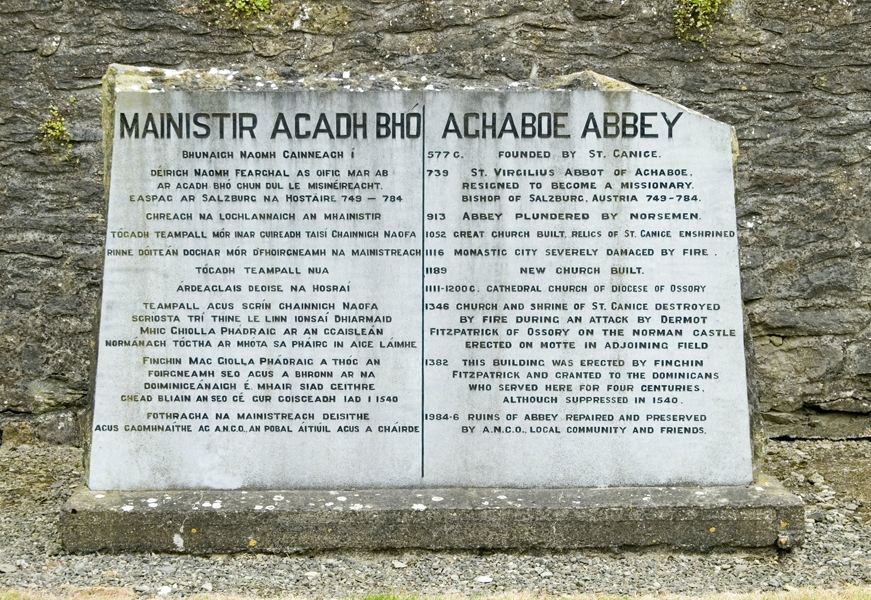 MAINISTIR ACADH BHÓ
BHUNAICH NAOMH CAINNEACH Í
DÉIRICH NAOMH FEARCHAL AS OIFIG MAR AB
AR ACADH BHÓ CHUN DUL LE MISINÉIREACHT.
EASPAG AR SALZBURG NA HOSTAIRE 749 — 784
CHREACH NA LOCHLANNAICH AN MHAINISTIR
TÓGADH TEAMPALL MÓR INAR CUIREADH TAISÍ CHAINNICH NAOFA
RINNE DÓITEÁN DOCHAR MÓR D'FHOIRGNEAMH NA MAINISTREACH
TÓGADH TEAMPALL NUA
ARDEAGLAIS DEOISE NA HOSRAÍ
TEAMPALL AGUS SCRÍN CHAINNICH NAOFA
SCRIOSTA TRÍ THINE LE LINN IONSAÍ DHIARMAID
MHIC GHIOLLA PHÁDRAIG AR AN GCAISLEÁN
NORMÁNACH TÓGTHA AR MHOTA SA PHÁIRC IN AICE LÁIMHE
FINGHIN MAC GIOLLA PHÁDRAIG A THÓG AN
FOIRGNEAMH SEO AGUS A BHRONN AR NA
DOIMINICEÁNAIGH É. MHAIR SIAD CEITHRE
CHEAD BLIAIN AN SEO CÉ GUR COISGEADH IAD I 1540
FOTHRACHA NA MAINISTREACH DEISITHE
AGUS CAOMHNAITHE AG A.N.C.O., AN POBAL ÁITIÚIL AGUS A CHÁIRDE
AGHABOE ABBEY
577 C. FOUNDED BY ST. CANICE.
739 ST. VIRGILIUS ABBOT OF AGHABOE,
RESIGNED TO BECOME A MISSIONARY.
BISHOP OF SALZBURG, AUSTRIA 749-784.
913 ABBEY PLUNDERED BY NORSEMEN.
1052 GREAT CHURCH BUILT, RELICS OF ST. CANICE ENSHRINED
1116 MONASTIC CITY SEVERELY DAMAGED BY FIRE.
1189 NEW CHURCH BUILT.
1111-1200 C. CATHEDRAL CHURCH OF DIOCESE OF OSSORY
1346 CHURCH AND SHRINE OF ST. CANICE DESTROYED
BY FIRE DURING AN ATTACK BY DERMOT
FITZPATRICK OF OSSORY ON THE NORMAN CASTLE
ERECTED ON MOTTE IN ADJOINING FIELD
1382 THIS BUILDING WAS ERECTED BY FINGHIN
FITZPATRICK AND GRANTED TO THE DOMINICANS
WHO SERVED HERE FOR FOUR CENTURIES,
ALTHOUGH SUPPRESSED IN 1540.
1984-6 RUINS OF ABBEY REPAIRED AND PRESERVED
BY A.N.C.O., LOCAL COMMUNITY AND FRIENDS.